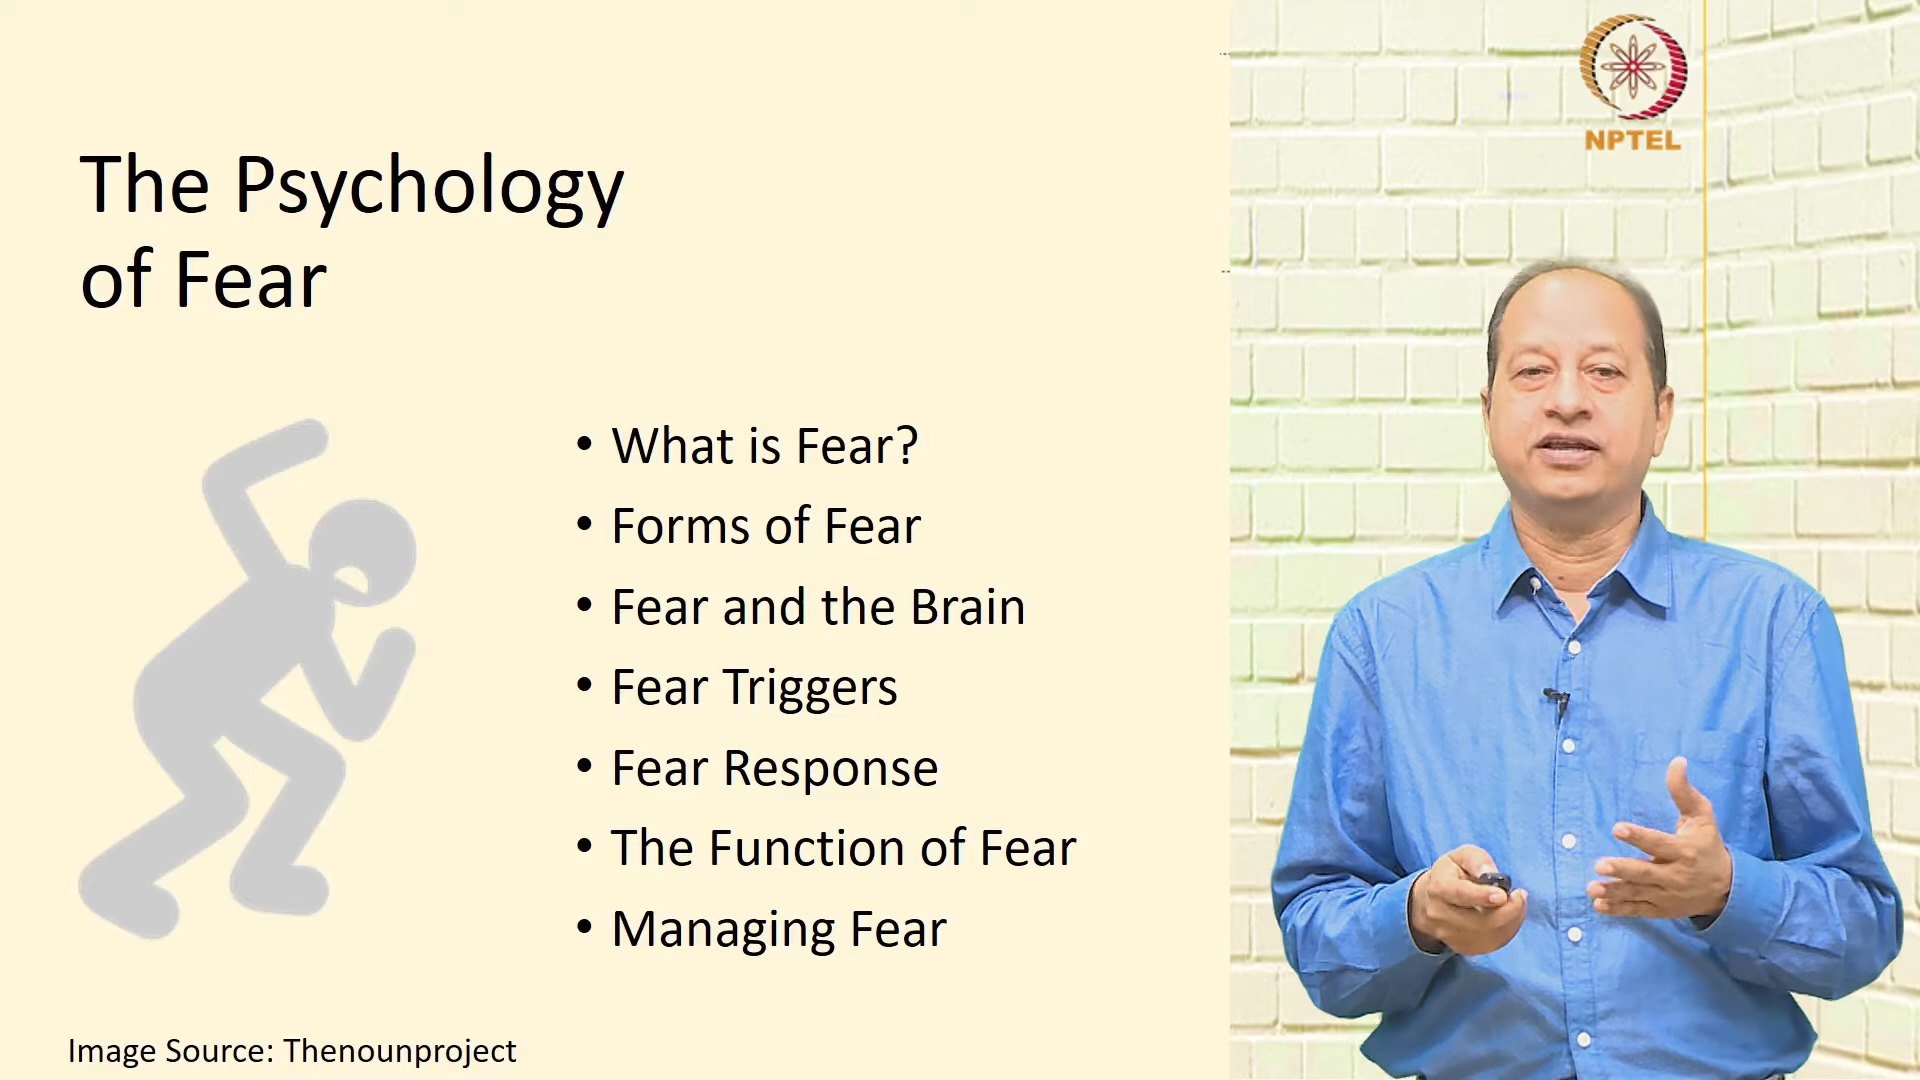 The Psychology
of Fear
• What is Fear?
• Forms of Fear
• Fear and the Brain
• Fear Triggers
• Fear Response
• The Function of Fear
• Managing Fear
Image Source: Thenounproject
NPTEL